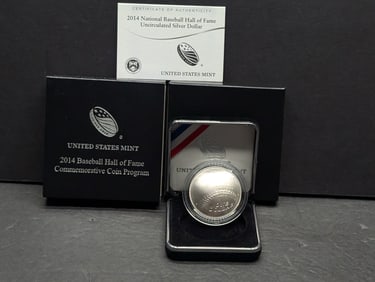 CERTIFICATE OF AUTHENTICITY
2014 National Baseball Hall of Fame
Uncirculated Silver Dollar
UNITED STATES MINT
UNITED STATES MINT
2014 Baseball Hall of Fame
Commemorative Coin Program